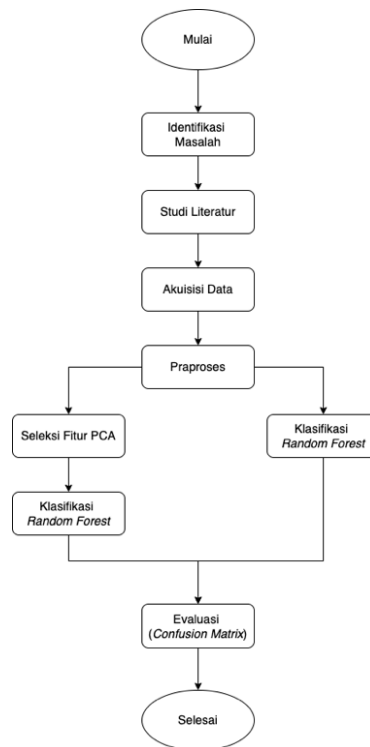 Mulai
Identifikasi
Masalah
Studi Literatur
Akuisisi Data
Praproses
Seleksi Fitur PCA
Klasifikasi
Random Forest
Klasifikasi
Random Forest
Evaluasi
(Confusion Matrix)
Selesai